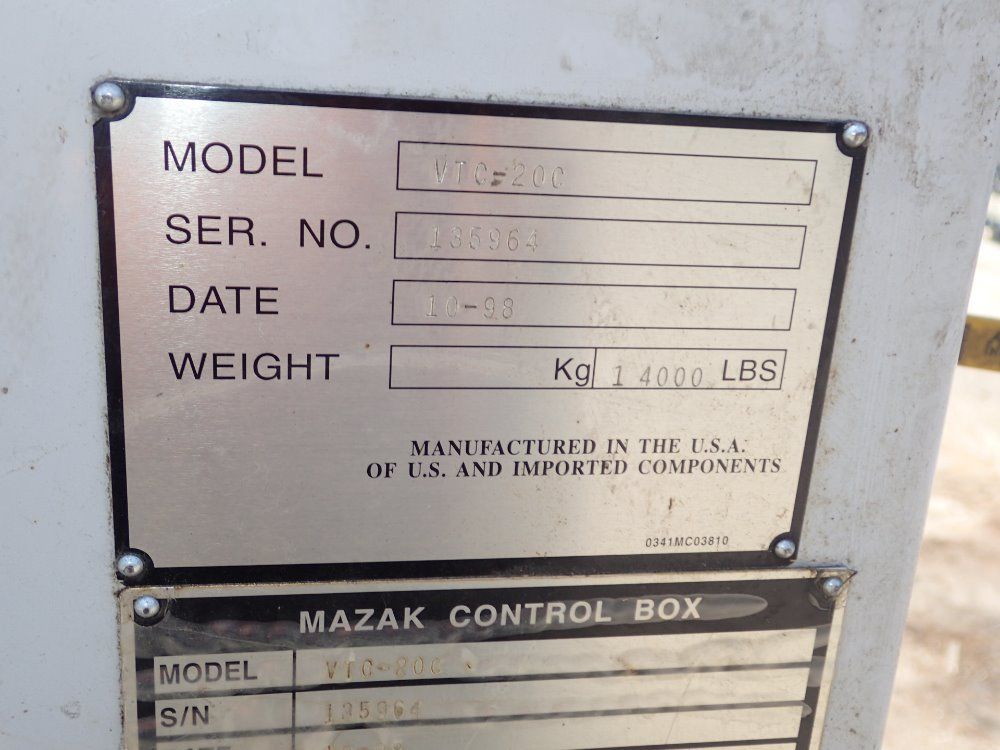 MODEL VTC-20C
SER. NO. 135964
DATE 10-98
WEIGHT Kg 14000 LBS
MANUFACTURED IN THE U.S.A.
OF U.S. AND IMPORTED COMPONENTS
0341MC03810
MAZAK CONTROL BOX
MODEL VTC-20C
S/N 135964